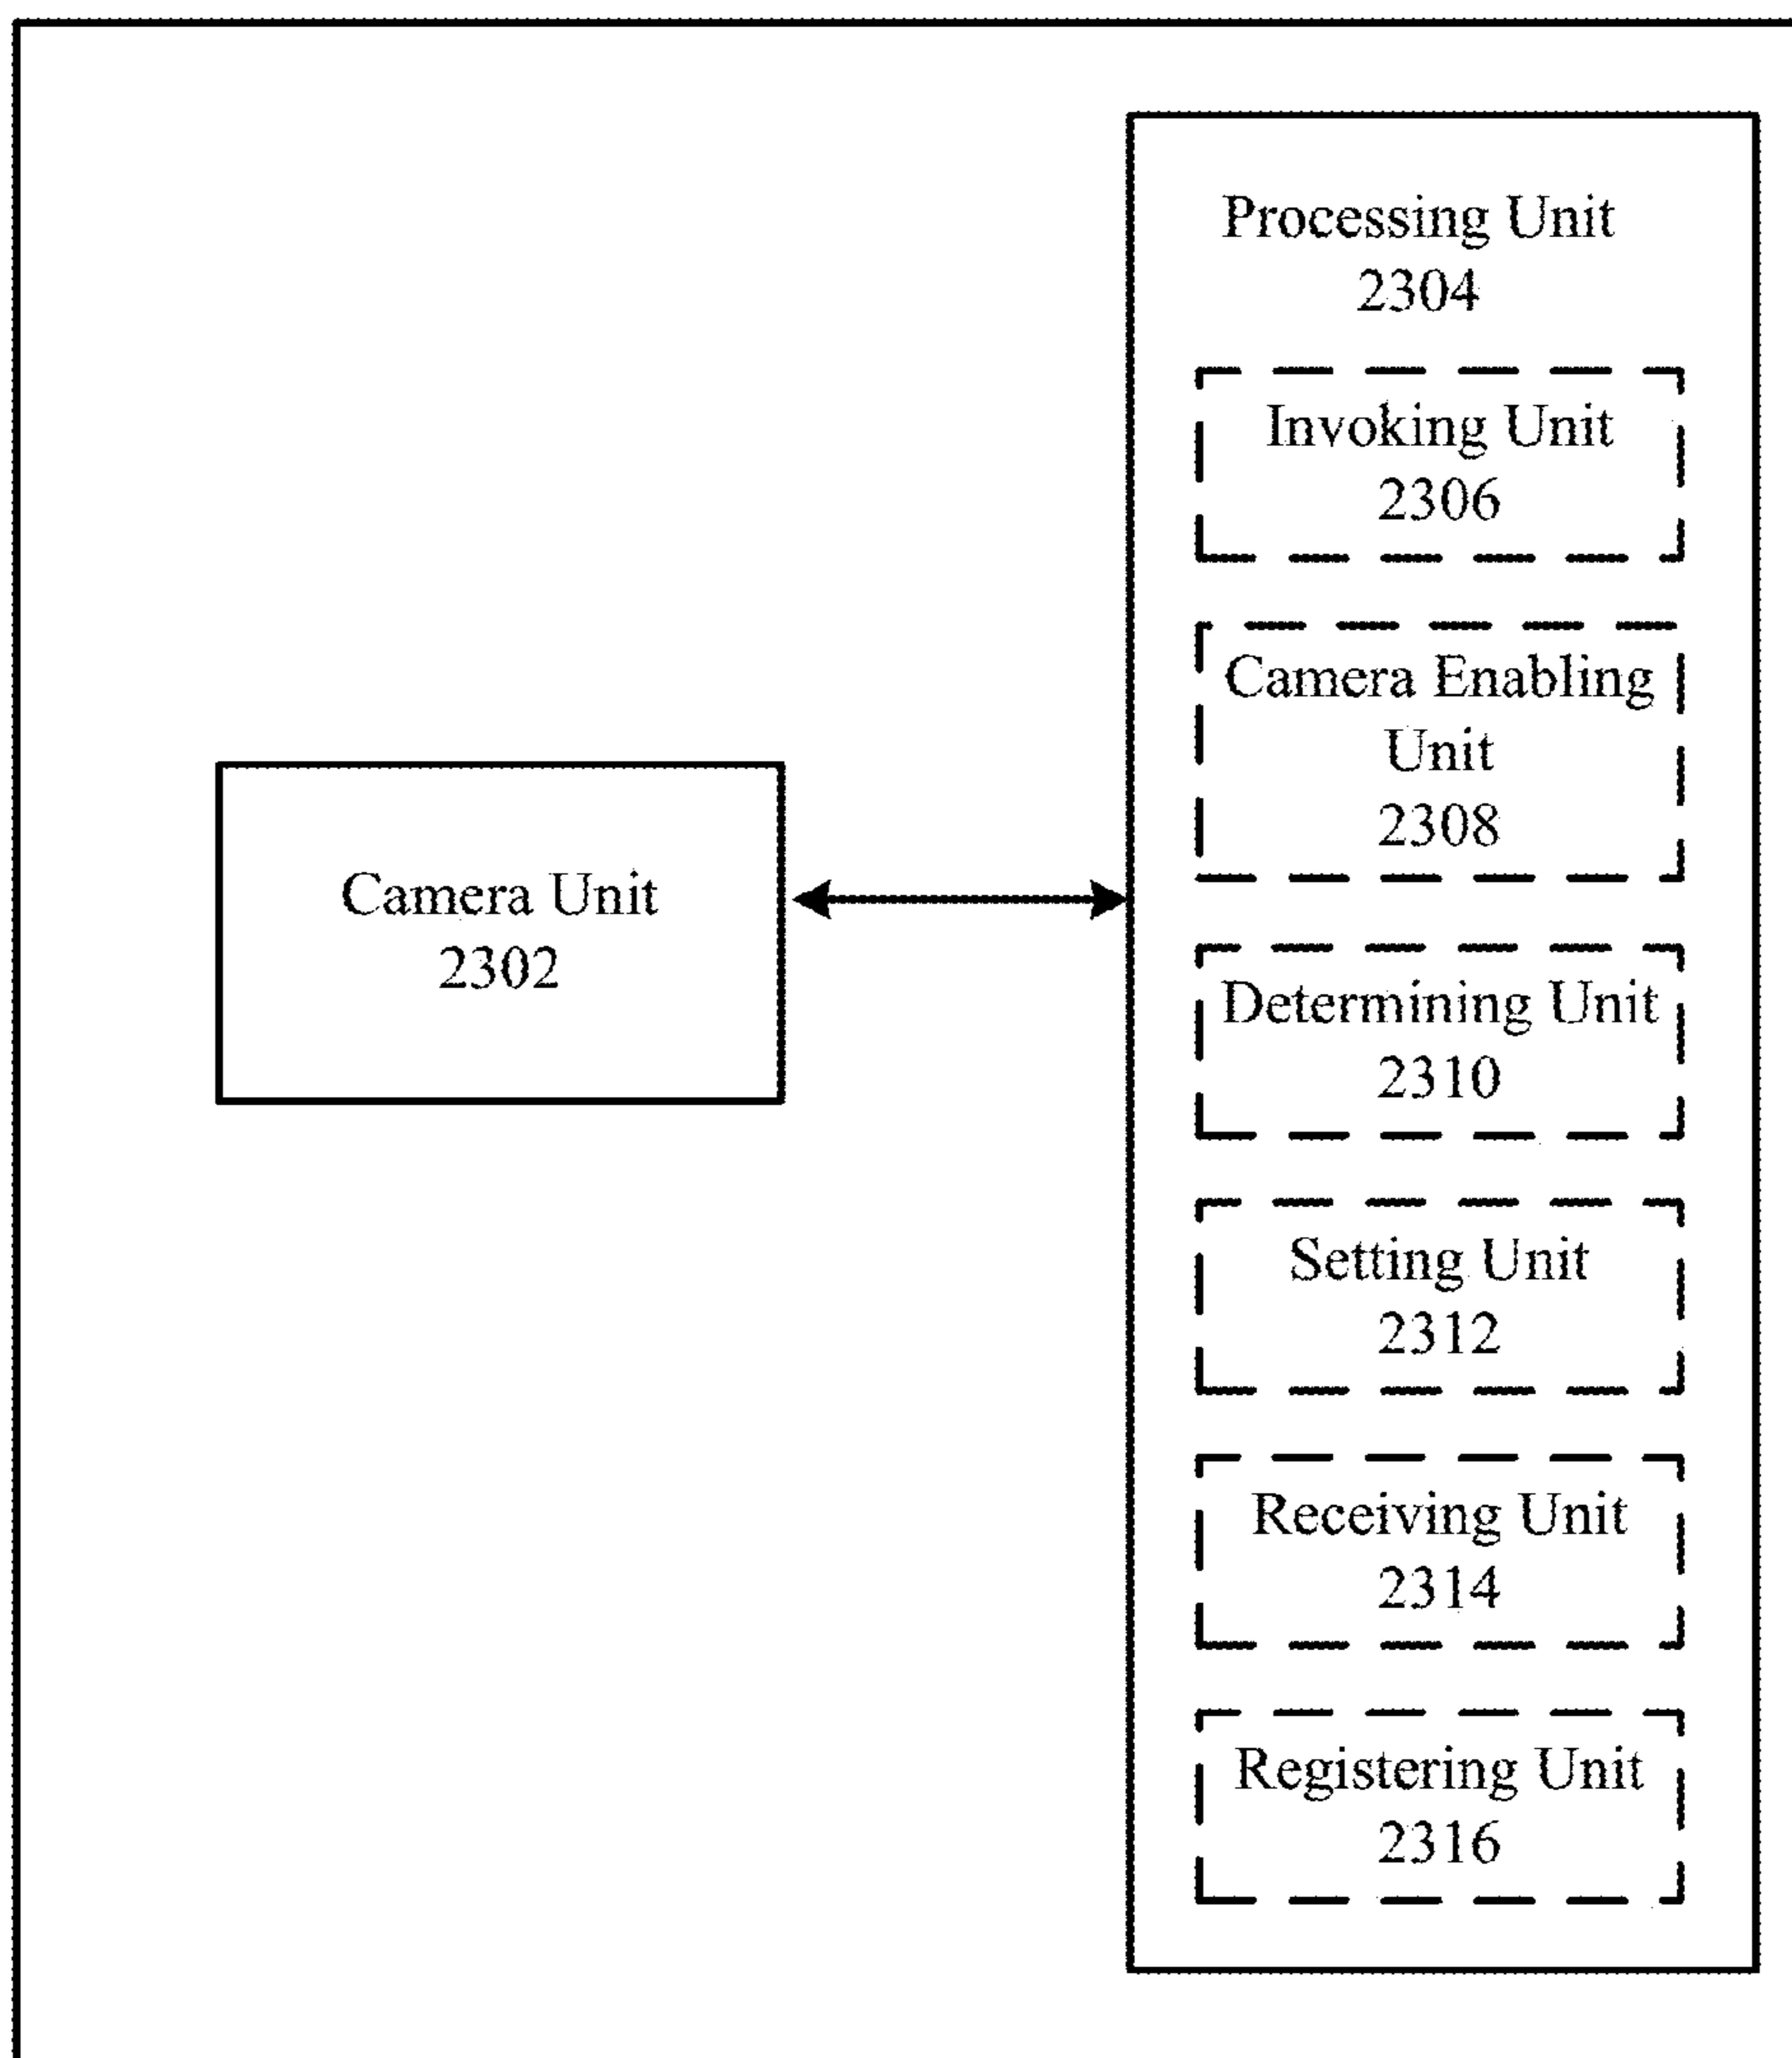 Processing Unit
2304
Invoking Unit
2306
Camera Enabling
Unit
2308
Camera Unit
2302
Determining Unit
2310
Setting Unit
2312
Receiving Unit
2314
Registering Unit
2316